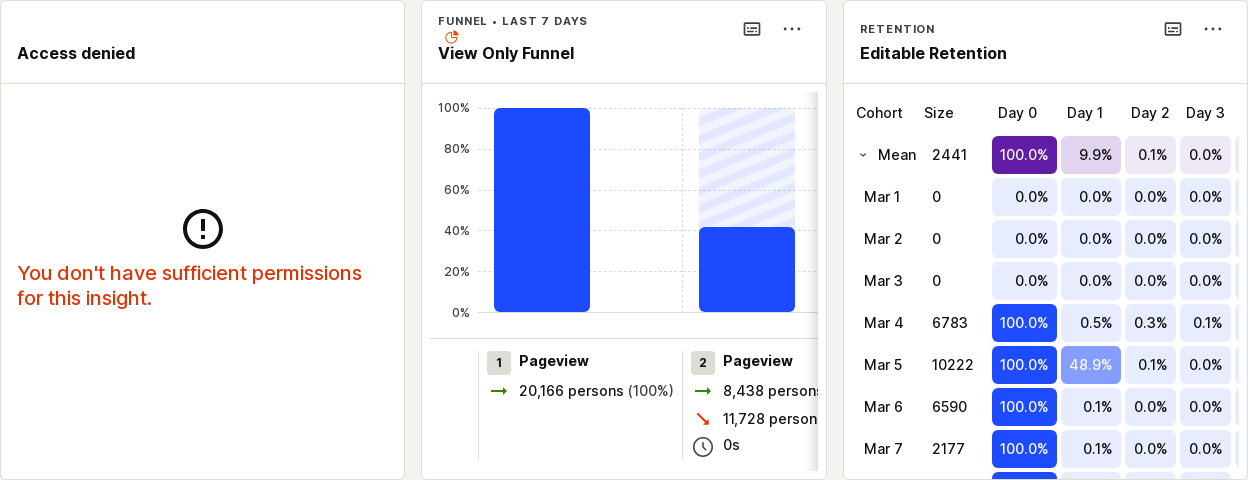 Access denied
You don't have sufficient permissions
for this insight.
FUNNEL • LAST 7 DAYS
View Only Funnel
100%
80%
60%
40%
20%
0%
1 Pageview
20,166 persons (100%)
2 Pageview
8,438 persons
11,728 person
0s
RETENTION
Editable Retention
Cohort Size Day 0 Day 1 Day 2 Day 3
Mean 2441 100.0% 9.9% 0.1% 0.0%
Mar 1 0 0.0% 0.0% 0.0% 0.0%
Mar 2 0 0.0% 0.0% 0.0% 0.0%
Mar 3 0 0.0% 0.0% 0.0% 0.0%
Mar 4 6783 100.0% 0.5% 0.3% 0.1%
Mar 5 10222 100.0% 48.9% 0.1% 0.0%
Mar 6 6590 100.0% 0.1% 0.0% 0.0%
Mar 7 2177 100.0% 0.1% 0.0% 0.0%